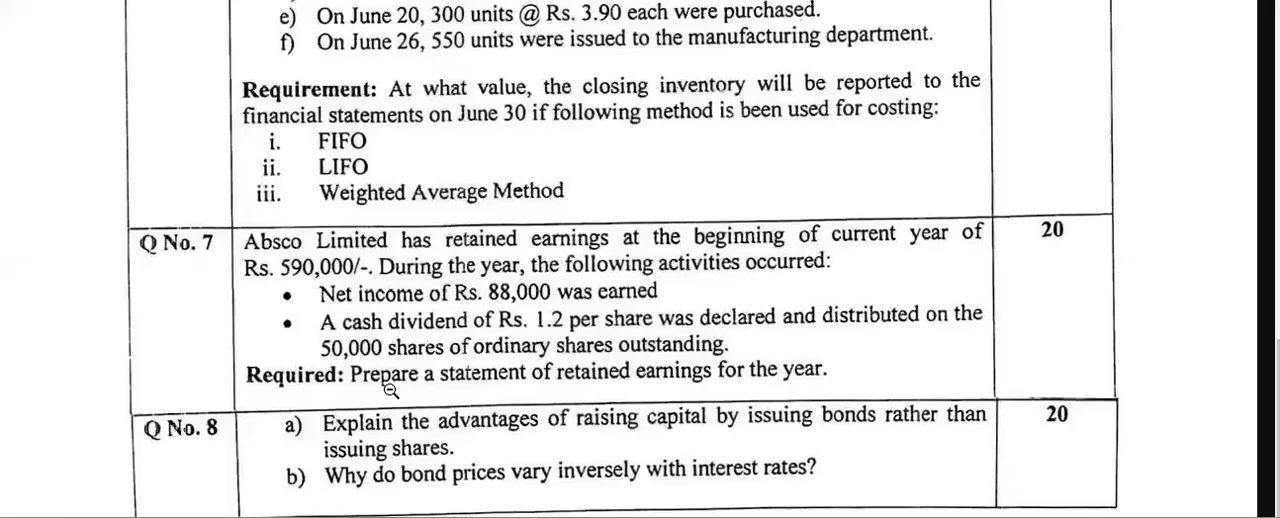 e) On June 20, 300 units @ Rs. 3.90 each were purchased.
f) On June 26, 550 units were issued to the manufacturing department.
Requirement: At what value, the closing inventory will be reported to the
financial statements on June 30 if following method is been used for costing:
i. FIFO
ii. LIFO
iii. Weighted Average Method
Q No. 7
Absco Limited has retained earnings at the beginning of current year of
Rs. 590,000/-. During the year, the following activities occurred:
• Net income of Rs. 88,000 was earned
• A cash dividend of Rs. 1.2 per share was declared and distributed on the
50,000 shares of ordinary shares outstanding.
Required: Prepare a statement of retained earnings for the year.
20
Q No. 8
a) Explain the advantages of raising capital by issuing bonds rather than
issuing shares.
b) Why do bond prices vary inversely with interest rates?
20